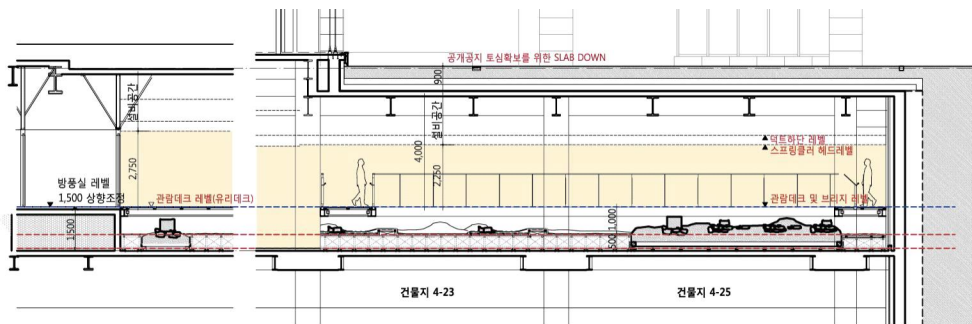 공개공지 토심확보를 위한 SLAB DOWN
900
설비공간
설비공간
4,000
덕트하단 레벨
스프링클러 헤드레벨
2,750
2,250
방풍실 레벨
1,500 상향조정
관람데크 레벨(유리데크)
관람데크 및 브리지 레벨
1,500
1,000
500
건물지 4-23
건물지 4-25